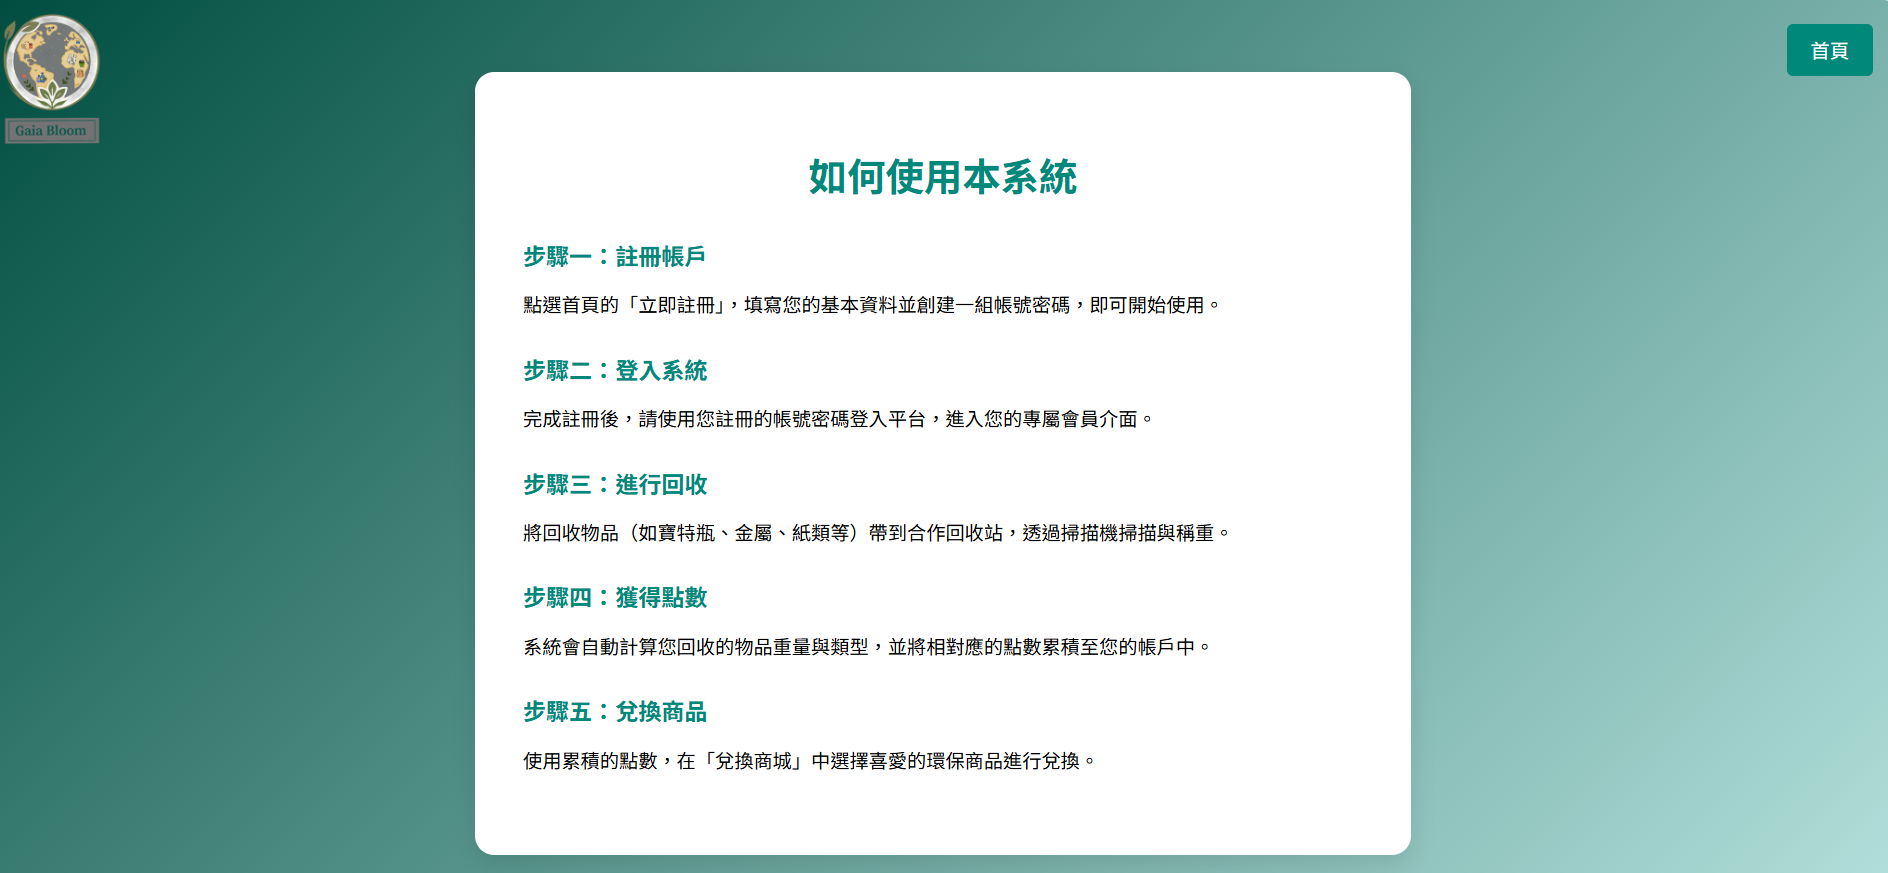 Gaia Bloom
首頁
如何使用本系統
步驟一：註冊帳戶
點選首頁的「立即註冊」，填寫您的基本資料並創建一組帳號密碼，即可開始使用。
步驟二：登入系統
完成註冊後，請使用您註冊的帳號密碼登入平台，進入您的專屬會員介面。
步驟三：進行回收
將回收物品（如寶特瓶、金屬、紙類等）帶到合作回收站，透過掃描機掃描與稱重。
步驟四：獲得點數
系統會自動計算您回收的物品重量與類型，並將相對應的點數累積至您的帳戶中。
步驟五：兌換商品
使用累積的點數，在「兌換商城」中選擇喜愛的環保商品進行兌換。